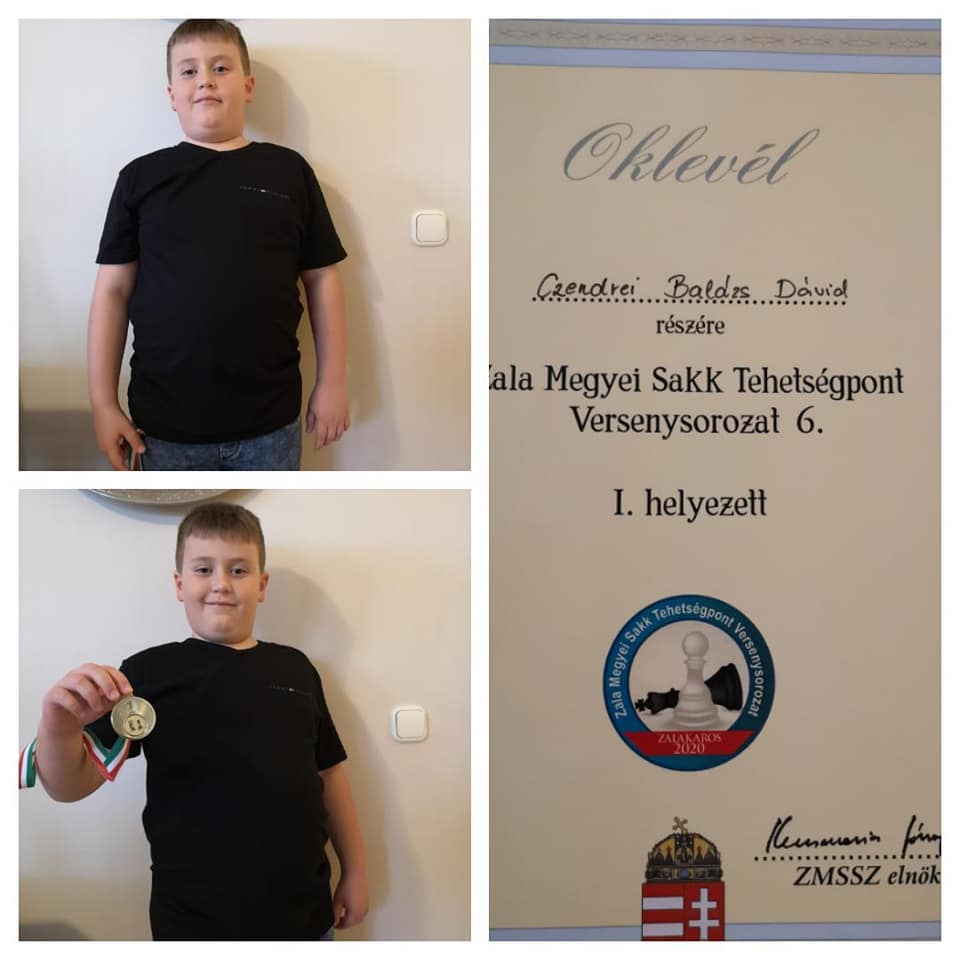 Oklevél
Czendrei Balázs Dávid
részére
Zala Megyei Sakk Tehetségpont
Versenysorozat 6.
I. helyezett
Zala Megyei Sakk Tehetségpont Versenysorozat
ZALAKAROS
2020
ZMSSZ elnök